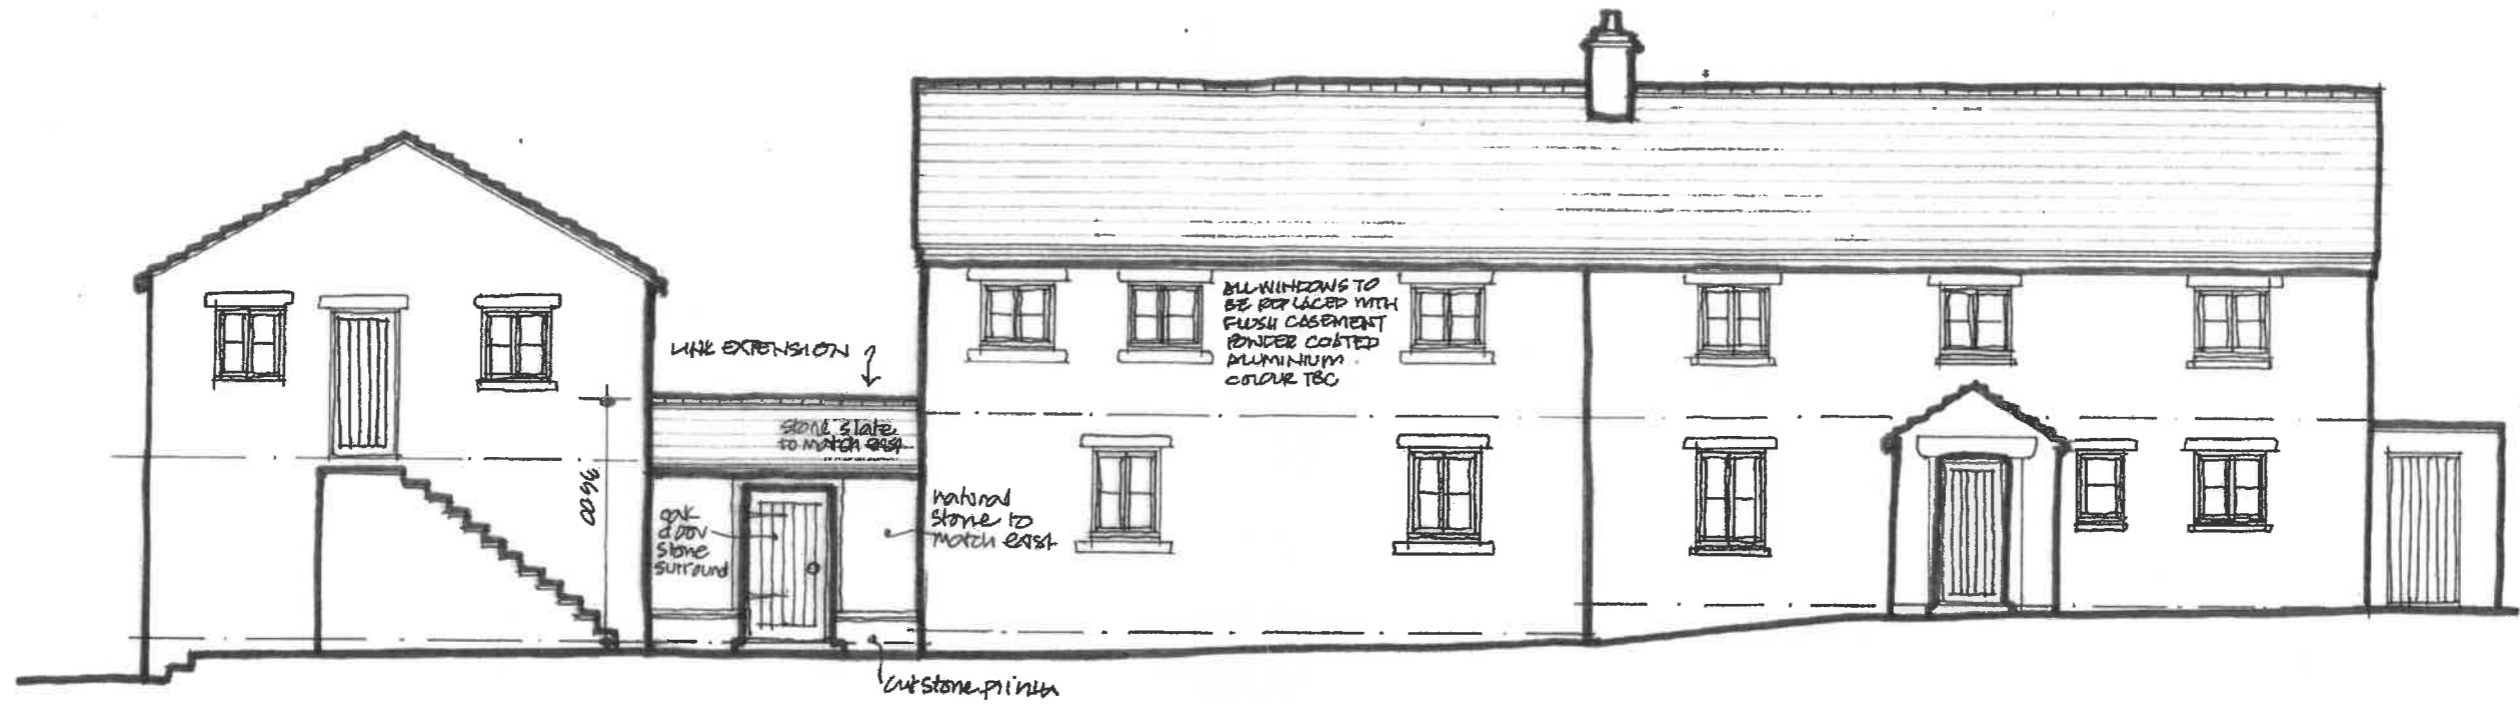 LINK EXTENSION
ALL WINDOWS TO
BE REPLACED WITH
FLUSH CASEMENT
POWDER COATED
ALUMINIUM.
COLOUR TBC
stone slate
to match exist
3600
oak
door
stone
surround
natural
stone to
match exist
cut stone plinth